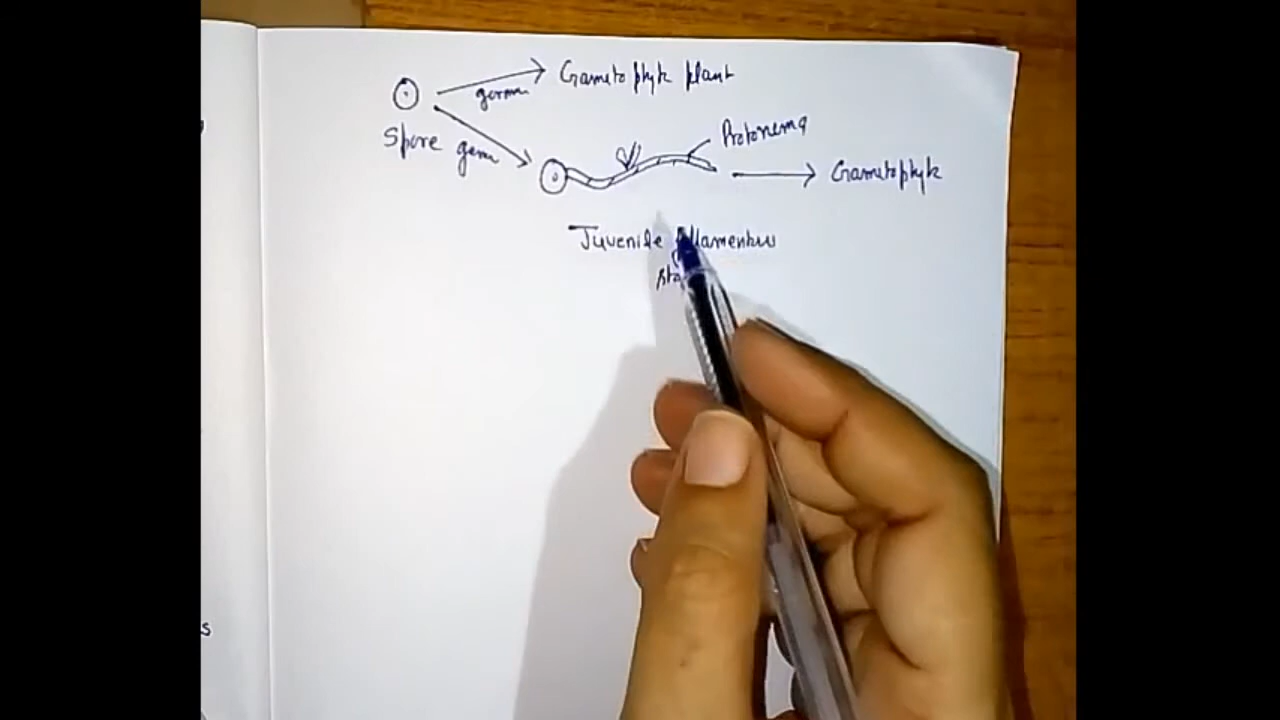 Gametophyte plant
germ
Spore germ
Protonema
Gametophyte
Juvenile filamentous
s